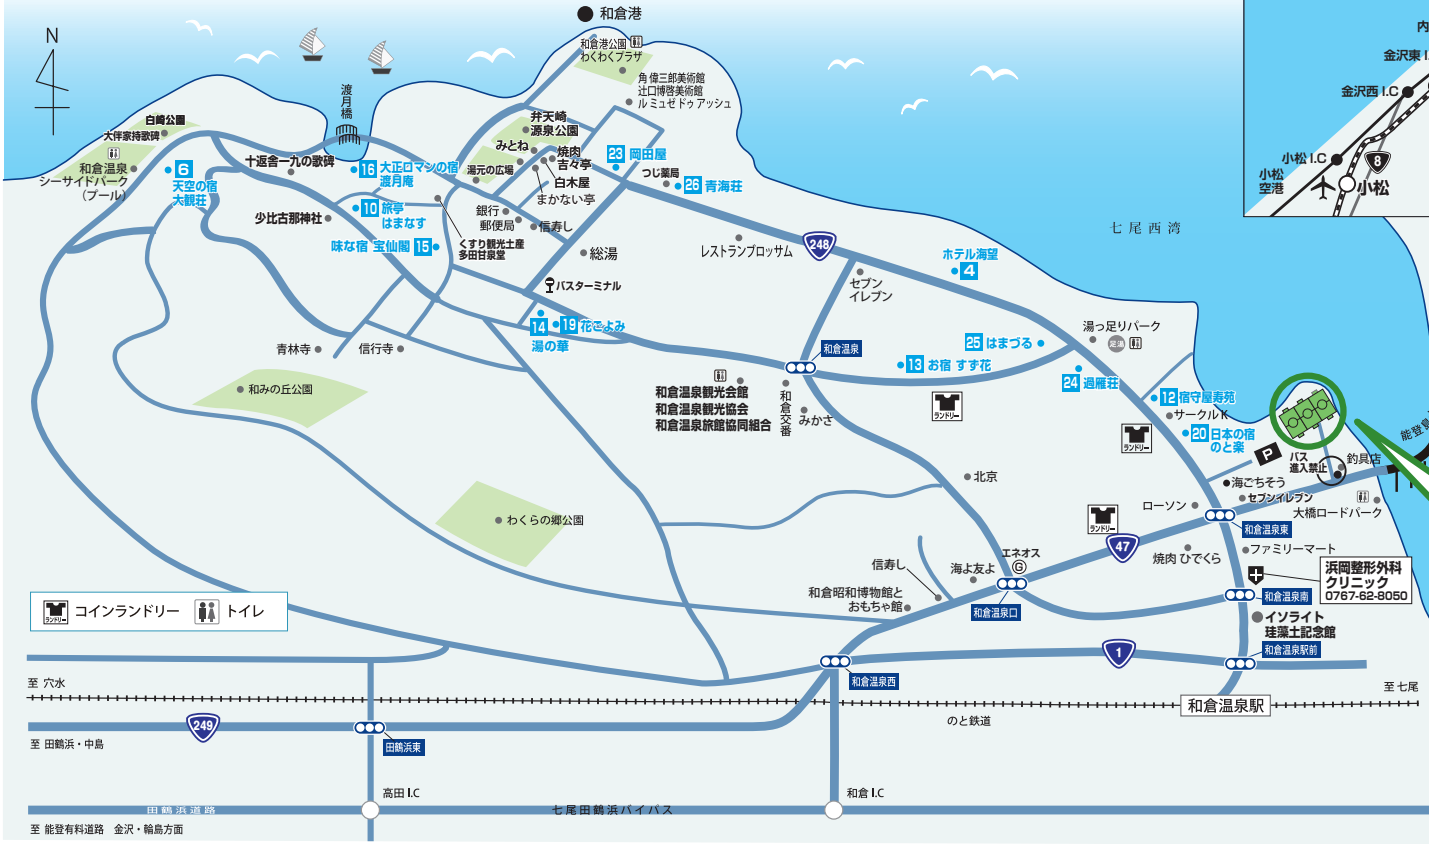 N
和倉港
和倉港公園
わくわくプラザ
角 偉三郎美術館
辻口博啓美術館
ル ミュゼ ドゥ アッシュ
渡月橋
白崎公園
大伴家持歌碑
和倉温泉
シーサイドパーク
(プール)
6
天空の宿
大観荘
十返舎一九の歌碑
16 大正ロマンの宿
渡月庵
10 旅亭
はまなす
少比古那神社
味な宿 宝仙閣 15
弁天崎
源泉公園
みとね
湯元の広場
焼肉
吉々亭
白木屋
まかない亭
銀行
郵便局
信寿し
くすり観光土産
多田甘泉堂
23 岡田屋
つじ薬局
26 青海荘
総湯
バスターミナル
レストランブロッサム
248
セブン
イレブン
ホテル海望
4
七尾西湾
14
湯の華
19 花ごよみ
青林寺
信行寺
和みの丘公園
わくらの郷公園
和倉温泉
和倉温泉観光会館
和倉温泉観光協会
和倉温泉旅館協同組合
和倉交番
みかさ
13 お宿 すず花
25 はまづる
湯っ足りパーク
足湯
24 過雁荘
12 宿守屋寿苑
サークルK
20 日本の宿
のと楽
ランドリー
ランドリー
ランドリー
P
バス
進入禁止
釣具店
能登島
海ごちそう
セブンイレブン
大橋ロードパーク
北京
ローソン
和倉温泉東
47
焼肉 ひでくら
ファミリーマート
エネオス
G
海よ友よ
信寿し
和倉昭和博物館と
おもちゃ館
和倉温泉口
浜岡整形外科
クリニック
0767-62-8050
和倉温泉南
イソライト
珪藻土記念館
和倉温泉駅前
1
和倉温泉西
ランドリー
コインランドリー
トイレ
至 穴水
至 七尾
和倉温泉駅
のと鉄道
249
至 田鶴浜・中島
田鶴浜東
高田 I.C
和倉 I.C
田鶴浜道路
七尾田鶴浜バイパス
至 能登有料道路 金沢・輪島方面
内
金沢東 I.
金沢西 I.C
小松 I.C
小松
空港
8
小松